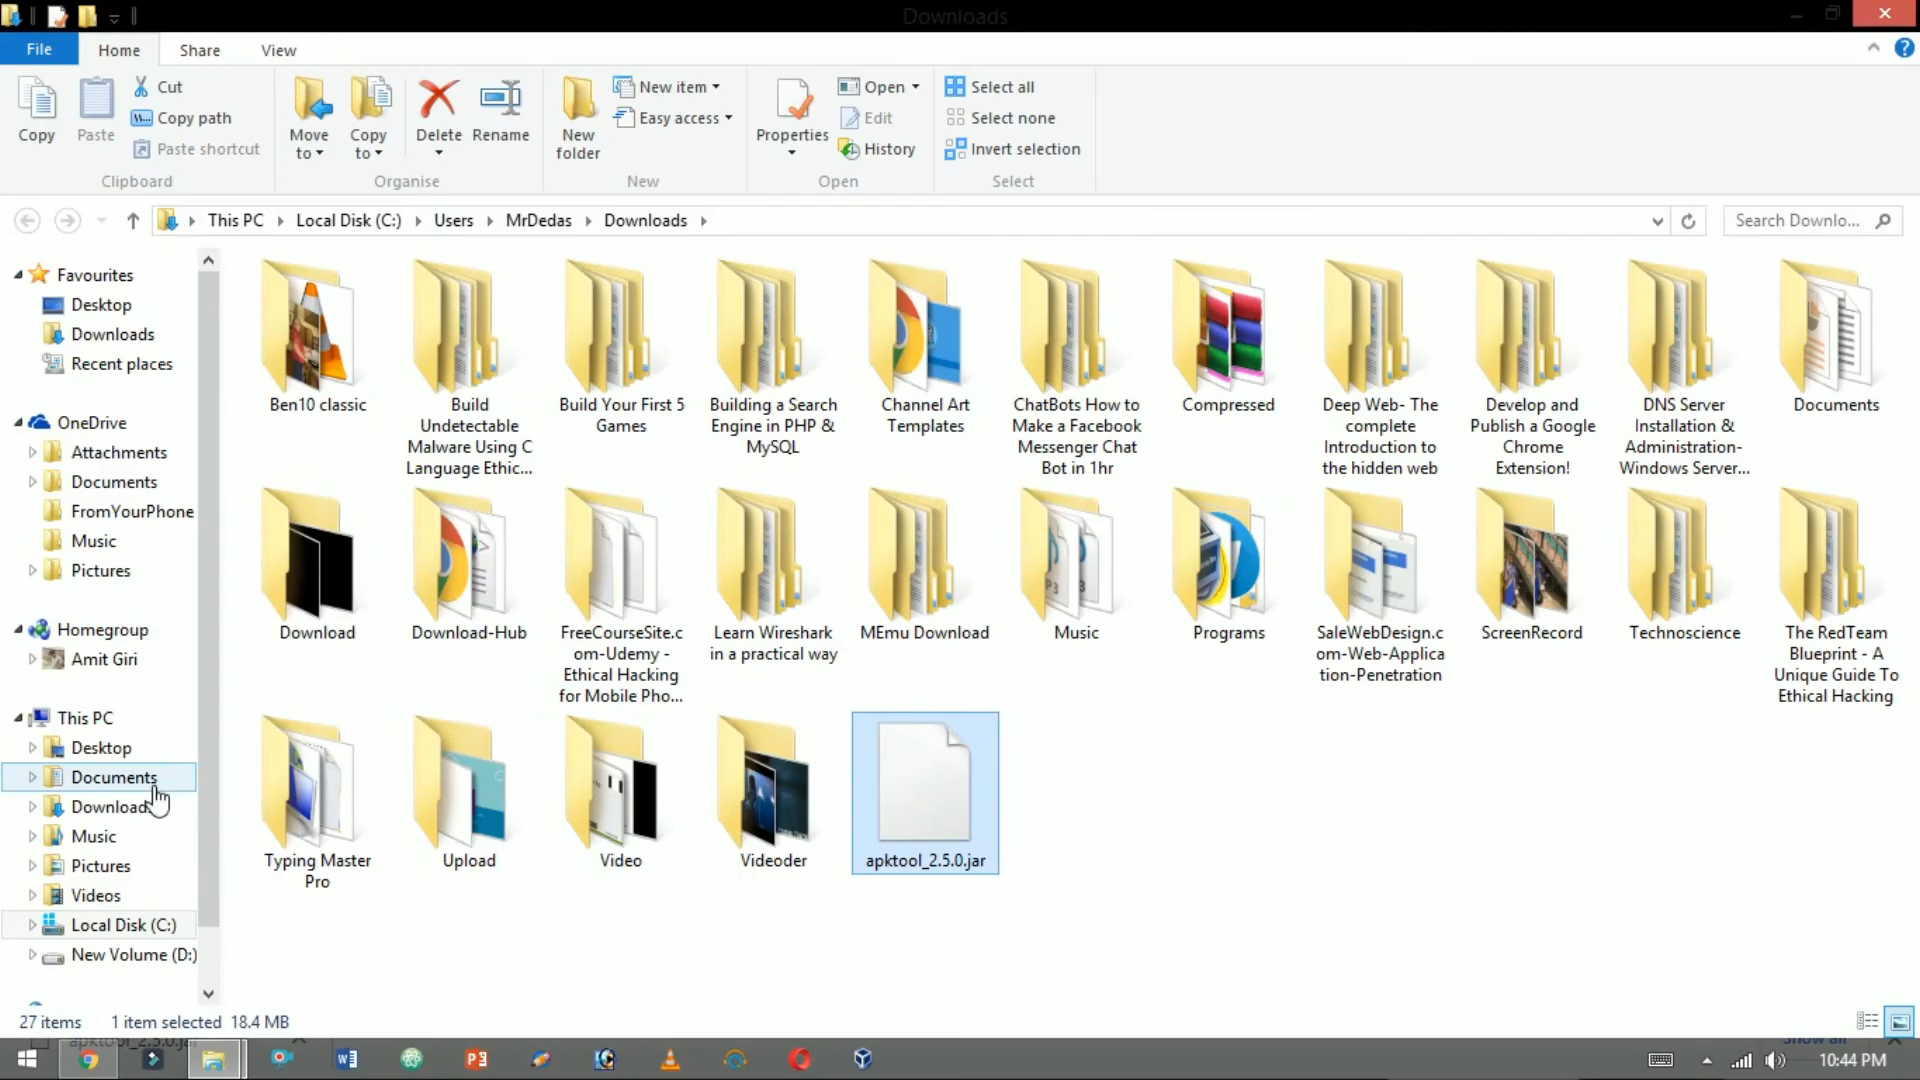 Downloads
File Home Share View
Copy
Paste
Cut
Copy path
Paste shortcut
Clipboard
Move
to
Copy
to
Delete
Rename
Organise
New
folder
New item
Easy access
New
Properties
Open
Edit
History
Open
Select all
Select none
Invert selection
Select
This PC Local Disk (C:) Users MrDedas Downloads
Search Downlo...
Favourites
Desktop
Downloads
Recent places
OneDrive
Attachments
Documents
FromYourPhone
Music
Pictures
Homegroup
Amit Giri
This PC
Desktop
Documents
Music
Pictures
Videos
Local Disk (C:)
New Volume (D:)
Ben10 classic
Build
Undetectable
Malware Using C
Language Ethic...
Build Your First 5
Games
Building a Search
Engine in PHP &
MySQL
Channel Art
Templates
ChatBots How to
Make a Facebook
Messenger Chat
Bot in 1hr
Compressed
Deep Web- The
complete
Introduction to
the hidden web
Develop and
Publish a Google
Chrome
Extension!
DNS Server
Installation &
Administration-
Windows Server...
Documents
Download
Download-Hub
FreeCourseSite.c
om-Udemy -
Ethical Hacking
for Mobile Pho...
Learn Wireshark
in a practical way
MEmu Download
Music
Programs
SaleWebDesign.c
om-Web-Applica
tion-Penetration
ScreenRecord
Technoscience
The RedTeam
Blueprint - A
Unique Guide To
Ethical Hacking
Typing Master
Pro
Upload
Video
Videoder
apktool_2.5.0.jar
27 items 1 item selected 18.4 MB
apktool_2.5.0.jar
Show all
10:44 PM